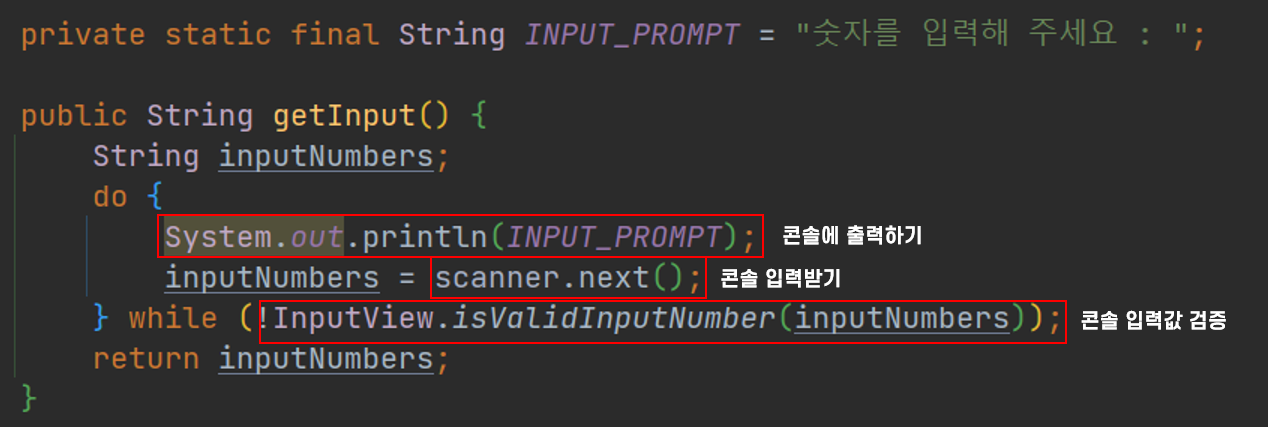 private static final String INPUT_PROMPT = "숫자를 입력해 주세요 : ";
public String getInput() {
String inputNumbers;
do {
System.out.println(INPUT_PROMPT); 콘솔에 출력하기
inputNumbers = scanner.next(); 콘솔 입력받기
} while (!InputView.isValidInputNumber(inputNumbers)); 콘솔 입력값 검증
return inputNumbers;
}